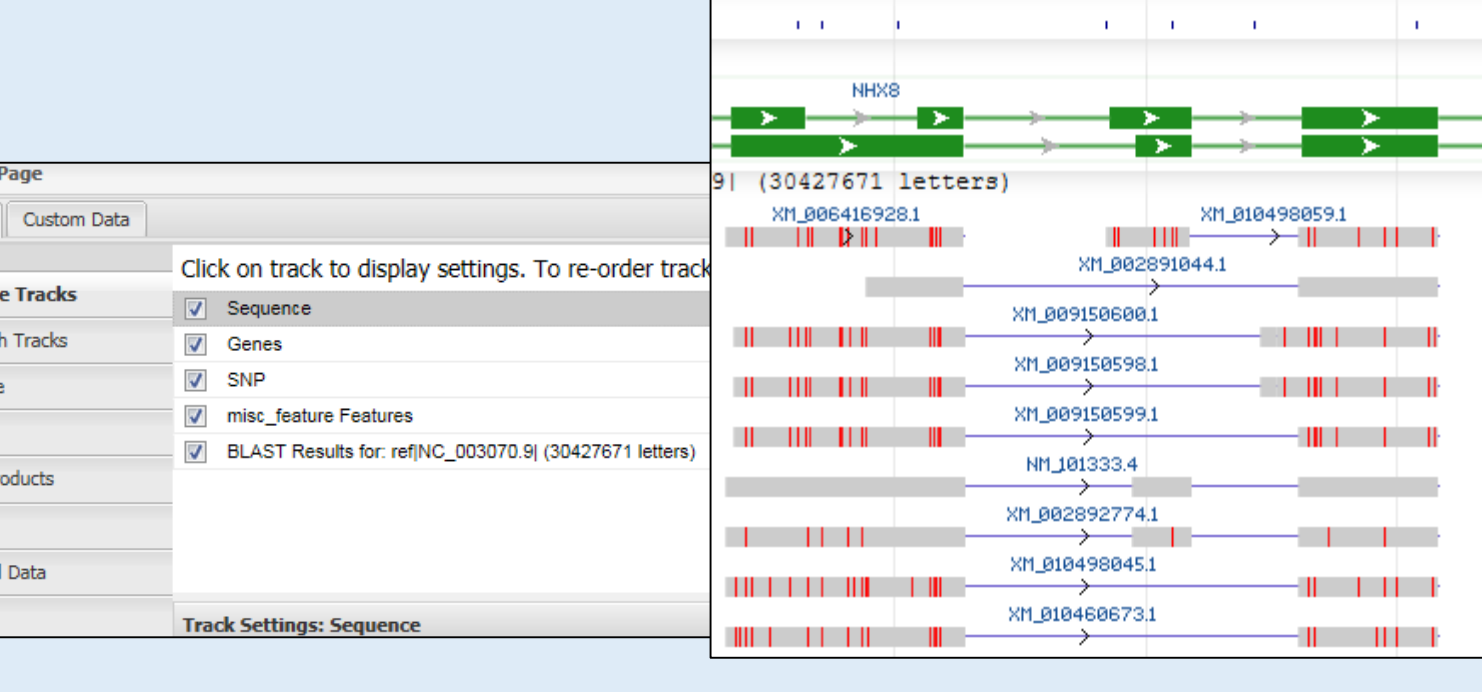 Page
Custom Data
Click on track to display settings. To re-order track
e Tracks
Sequence
h Tracks
Genes
e
SNP
misc_feature Features
BLAST Results for: ref|NC_003070.9| (30427671 letters)
oducts
Data
Track Settings: Sequence
NHX8
9| (30427671 letters)
XM_006416928.1 XM_010498059.1
XM_002891044.1
XM_009150600.1
XM_009150598.1
XM_009150599.1
NM_101333.4
XM_002892774.1
XM_010498045.1
XM_010460673.1